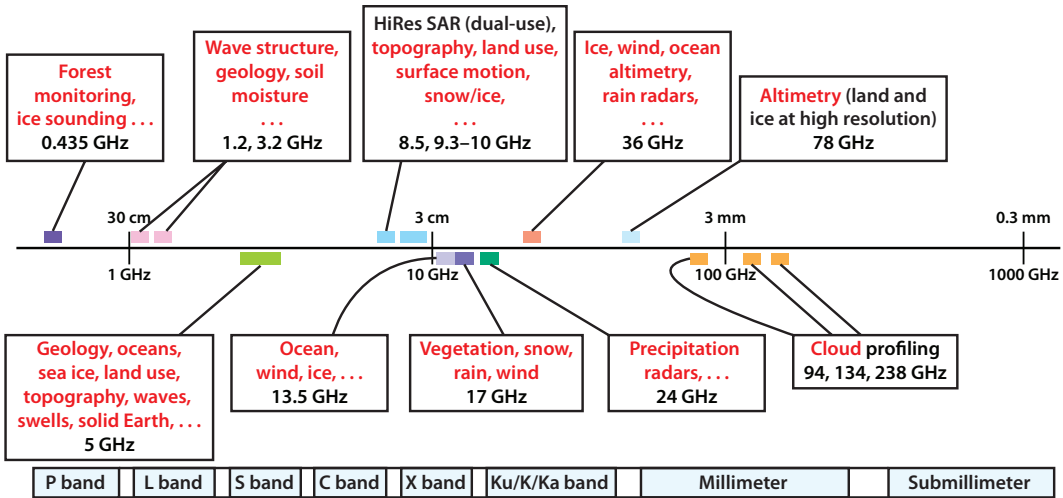 Forest
monitoring,
ice sounding . . .
0.435 GHz
Wave structure,
geology, soil
moisture
. . .
1.2, 3.2 GHz
HiRes SAR (dual-use),
topography, land use,
surface motion,
snow/ice,
. . .
8.5, 9.3–10 GHz
Ice, wind, ocean
altimetry,
rain radars,
. . .
36 GHz
Altimetry (land and
ice at high resolution)
78 GHz
30 cm
3 cm
3 mm
0.3 mm
1 GHz
10 GHz
100 GHz
1000 GHz
Geology, oceans,
sea ice, land use,
topography, waves,
swells, solid Earth, . . .
5 GHz
Ocean,
wind, ice, . . .
13.5 GHz
Vegetation, snow,
rain, wind
17 GHz
Precipitation
radars, . . .
24 GHz
Cloud profiling
94, 134, 238 GHz
P band
L band
S band
C band
X band
Ku/K/Ka band
Millimeter
Submillimeter